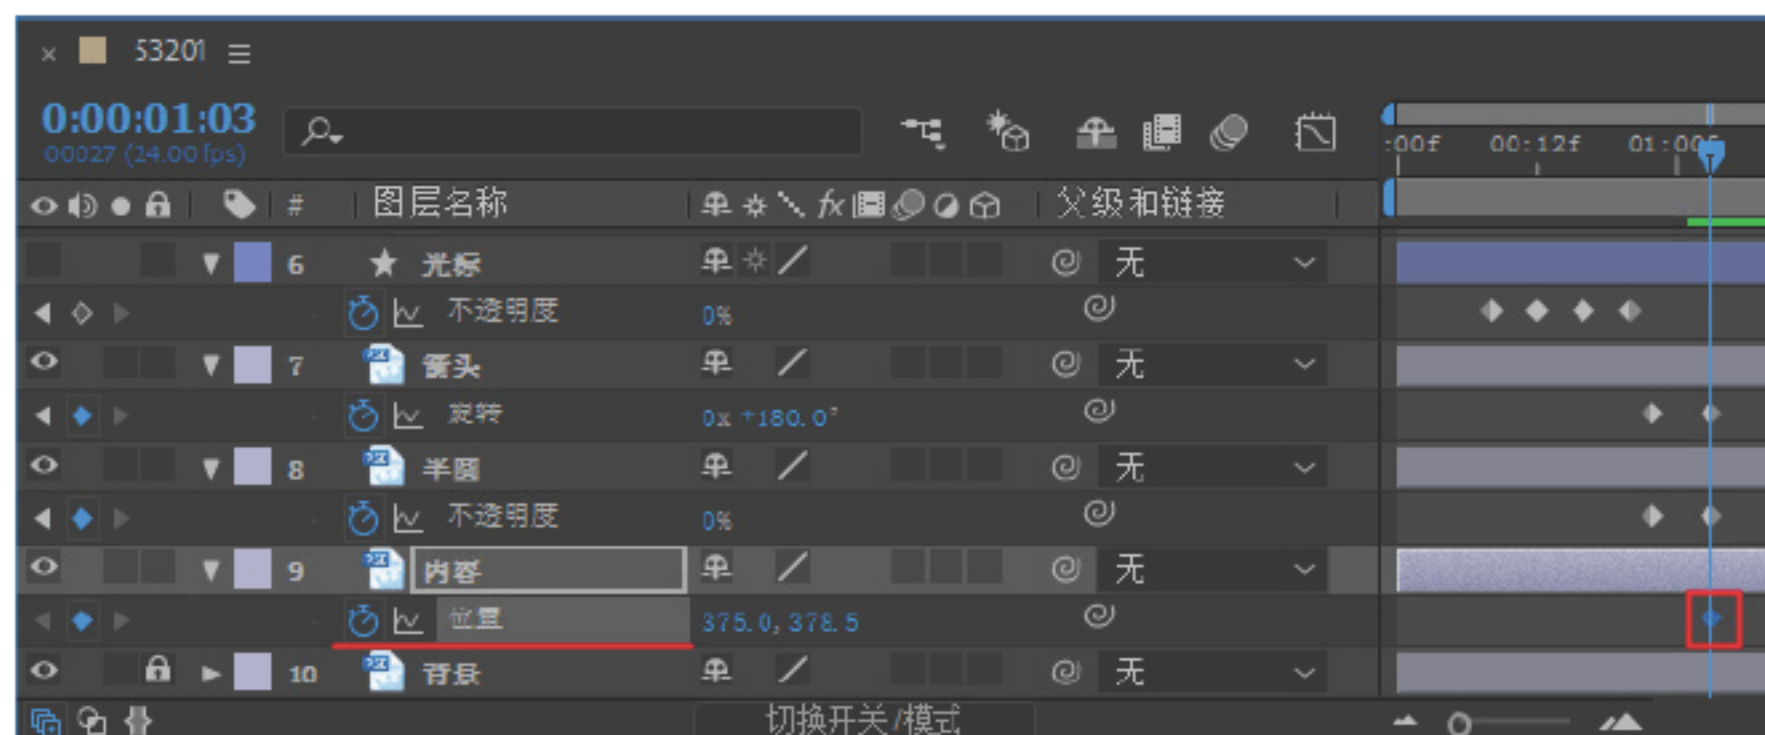 53201
0:00:01:03
00027 (24.00 fps)
:00f 00:12f 01:00f
# 图层名称 fx 父级和链接
6 光标 无
不透明度 0%
7 箭头 无
旋转 0x +180.0°
8 半圆 无
不透明度 0%
9 内容 无
位置 375.0, 378.5
10 背景 无
切换开关/模式